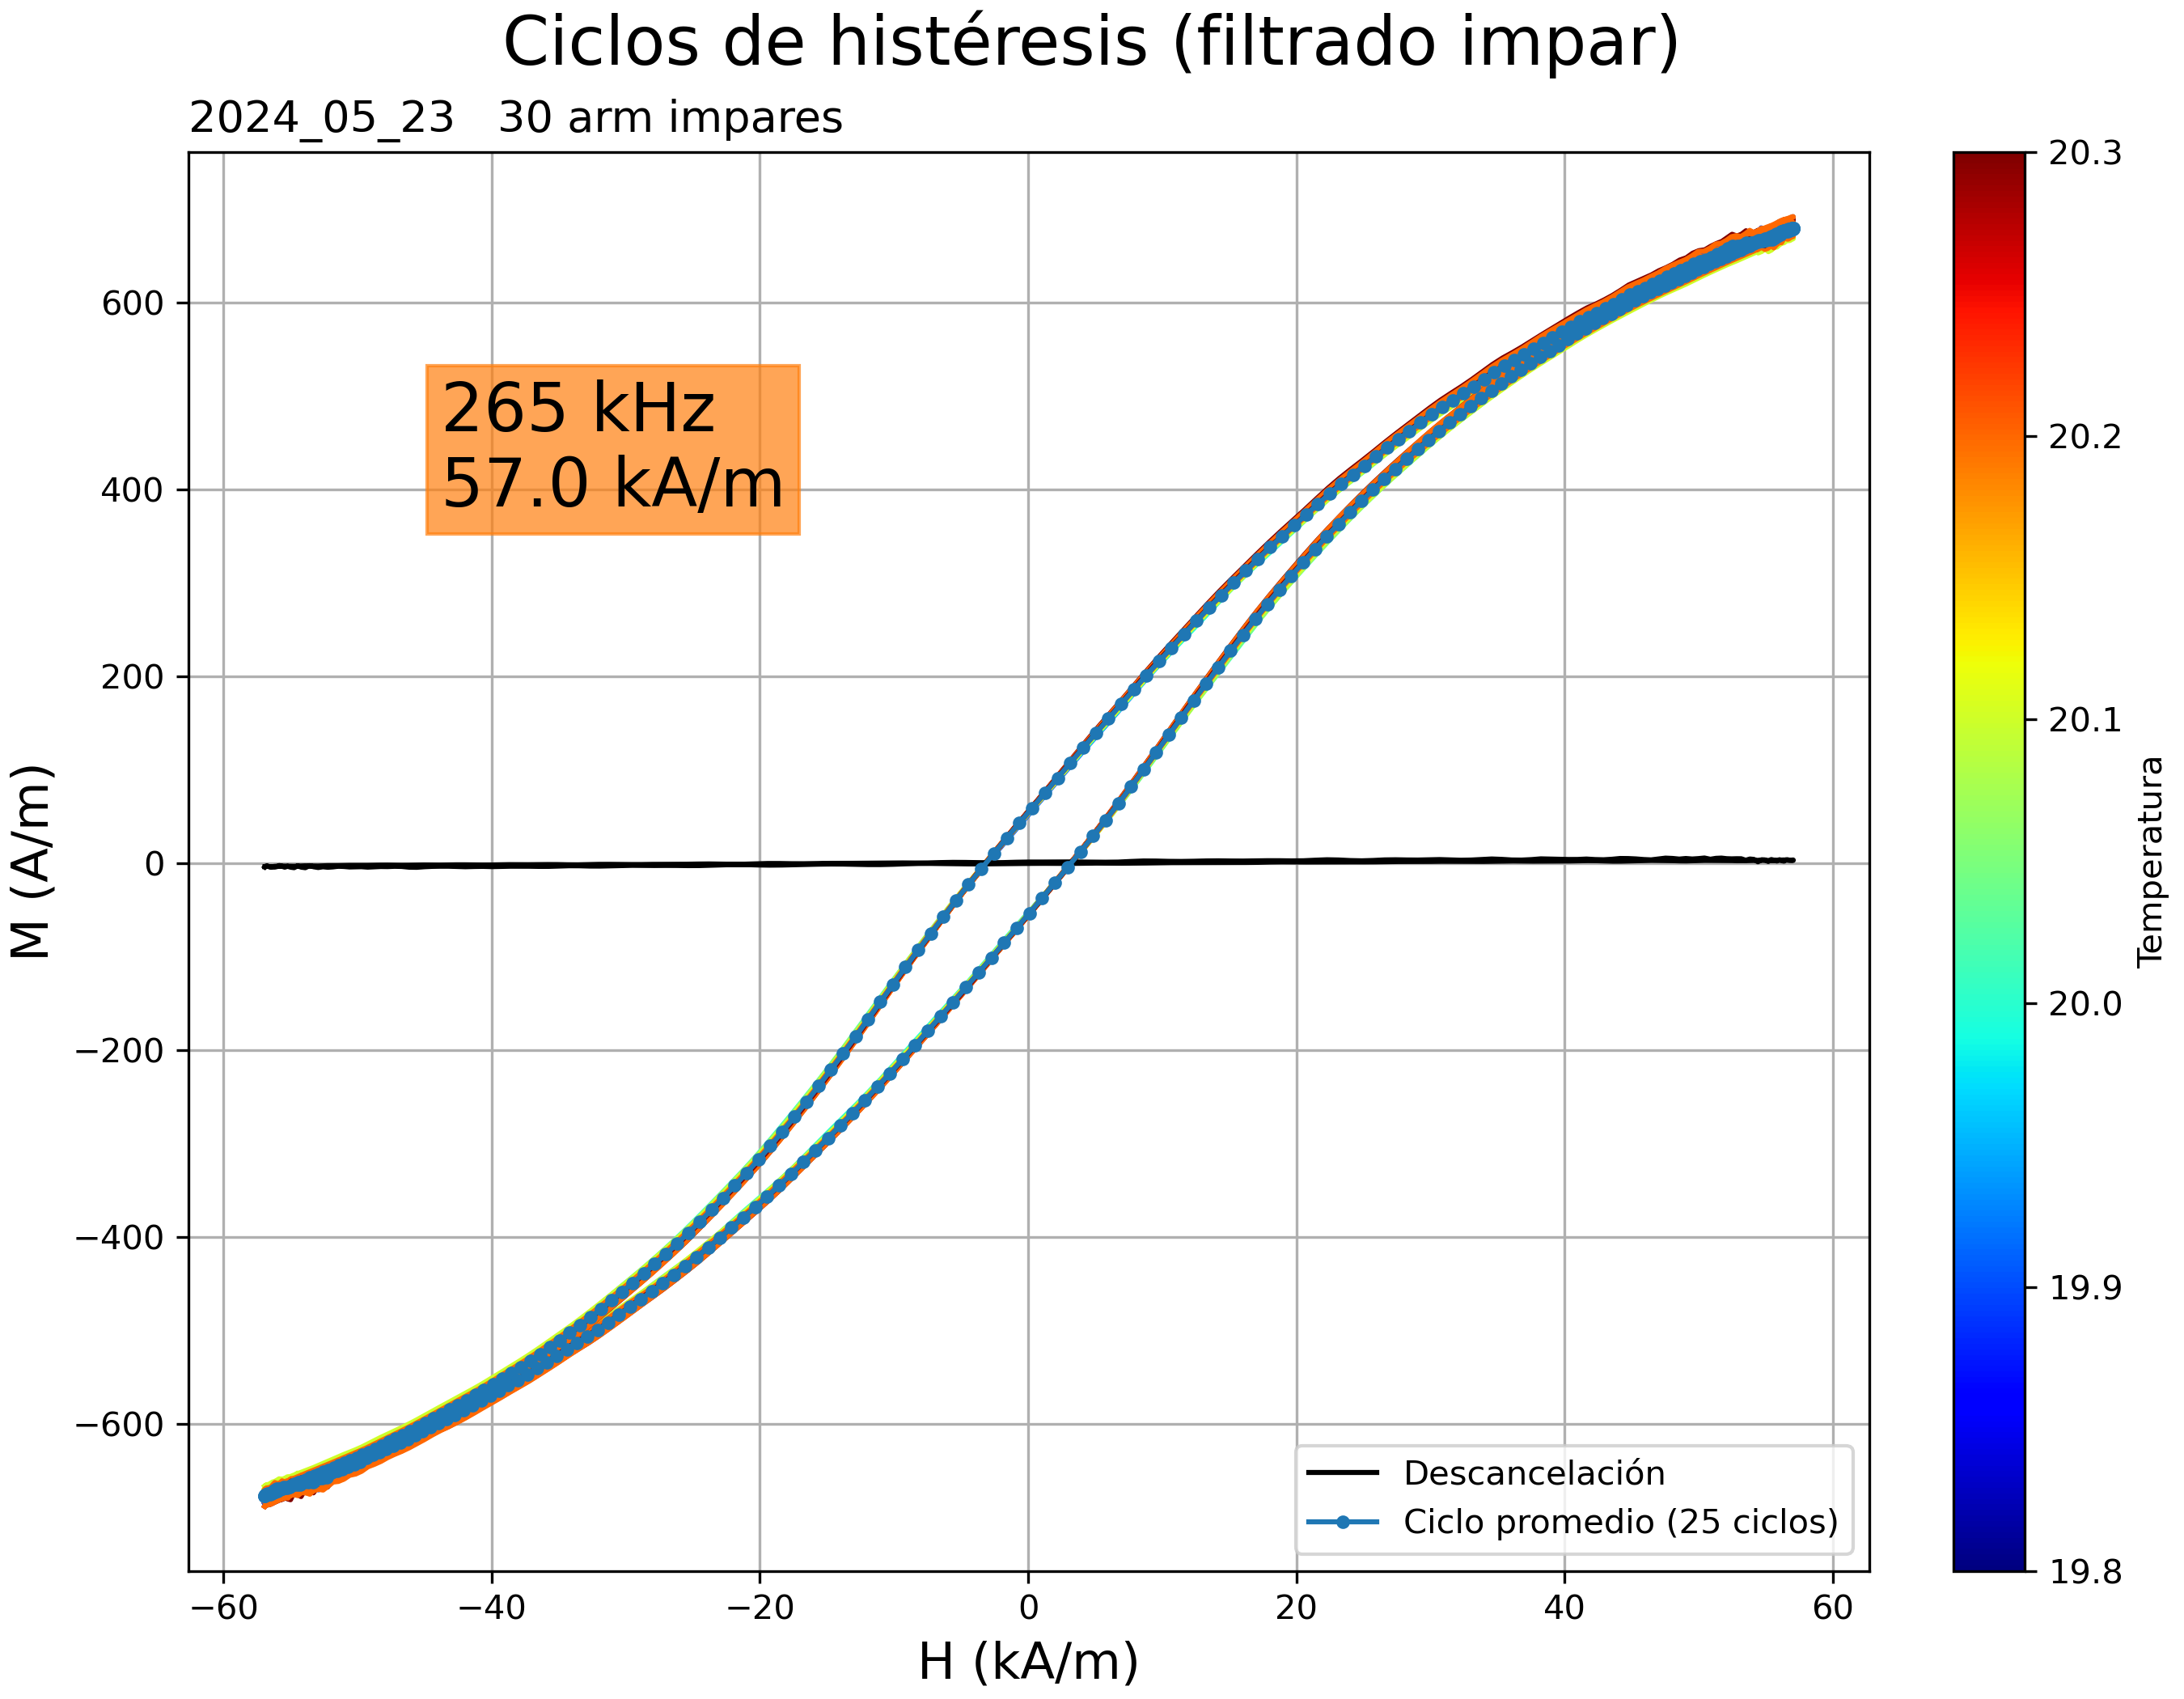 Ciclos de histéresis (filtrado impar)
2024_05_23   30 arm impares
265 kHz
57.0 kA/m
M (A/m)
600
400
200
0
−200
−400
−600
−60
−40
−20
0
20
40
60
H (kA/m)
Descancelación
Ciclo promedio (25 ciclos)
20.3
20.2
20.1
20.0
19.9
19.8
Temperatura